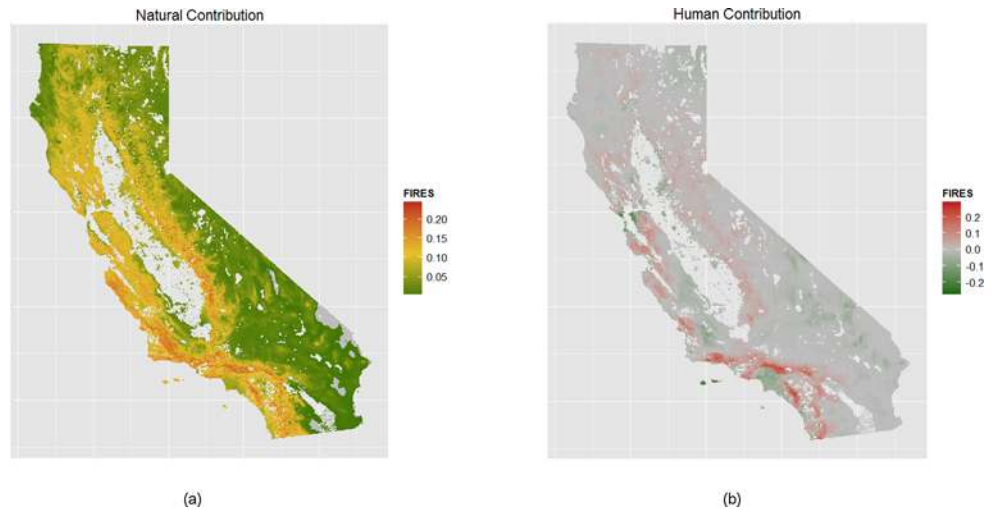 Natural Contribution
FIRES
0.20
0.15
0.10
0.05
(a)
Human Contribution
FIRES
0.2
0.1
0.0
-0.1
-0.2
(b)